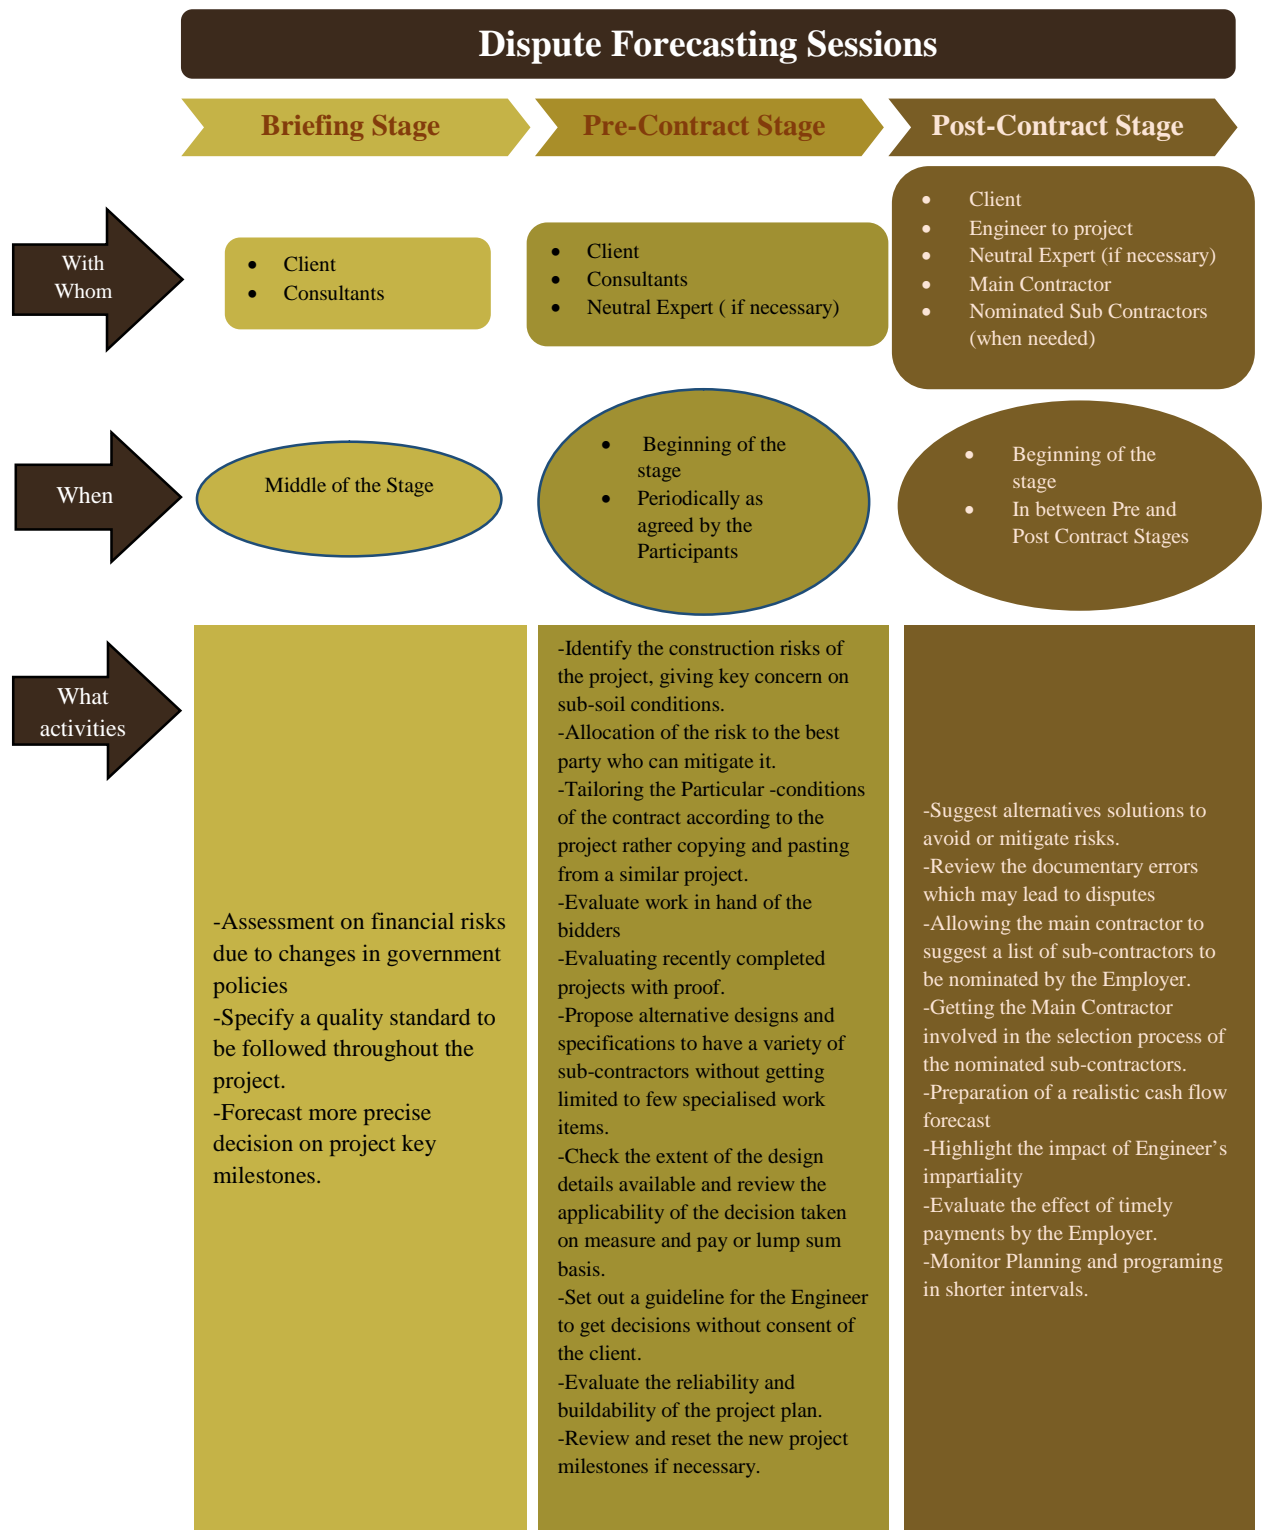 Dispute Forecasting Sessions
Briefing Stage
Pre-Contract Stage
Post-Contract Stage
With
Whom
• Client
• Consultants
• Client
• Consultants
• Neutral Expert ( if necessary)
• Client
• Engineer to project
• Neutral Expert (if necessary)
• Main Contractor
• Nominated Sub Contractors
(when needed)
When
Middle of the Stage
• Beginning of the
stage
• Periodically as
agreed by the
Participants
• Beginning of the
stage
• In between Pre and
Post Contract Stages
What
activities
-Assessment on financial risks
due to changes in government
policies
-Specify a quality standard to
be followed throughout the
project.
-Forecast more precise
decision on project key
milestones.
-Identify the construction risks of
the project, giving key concern on
sub-soil conditions.
-Allocation of the risk to the best
party who can mitigate it.
-Tailoring the Particular -conditions
of the contract according to the
project rather copying and pasting
from a similar project.
-Evaluate work in hand of the
bidders
-Evaluating recently completed
projects with proof.
-Propose alternative designs and
specifications to have a variety of
sub-contractors without getting
limited to few specialised work
items.
-Check the extent of the design
details available and review the
applicability of the decision taken
on measure and pay or lump sum
basis.
-Set out a guideline for the Engineer
to get decisions without consent of
the client.
-Evaluate the reliability and
buildability of the project plan.
-Review and reset the new project
milestones if necessary.
-Suggest alternatives solutions to
avoid or mitigate risks.
-Review the documentary errors
which may lead to disputes
-Allowing the main contractor to
suggest a list of sub-contractors to
be nominated by the Employer.
-Getting the Main Contractor
involved in the selection process of
the nominated sub-contractors.
-Preparation of a realistic cash flow
forecast
-Highlight the impact of Engineer’s
impartiality
-Evaluate the effect of timely
payments by the Employer.
-Monitor Planning and programing
in shorter intervals.